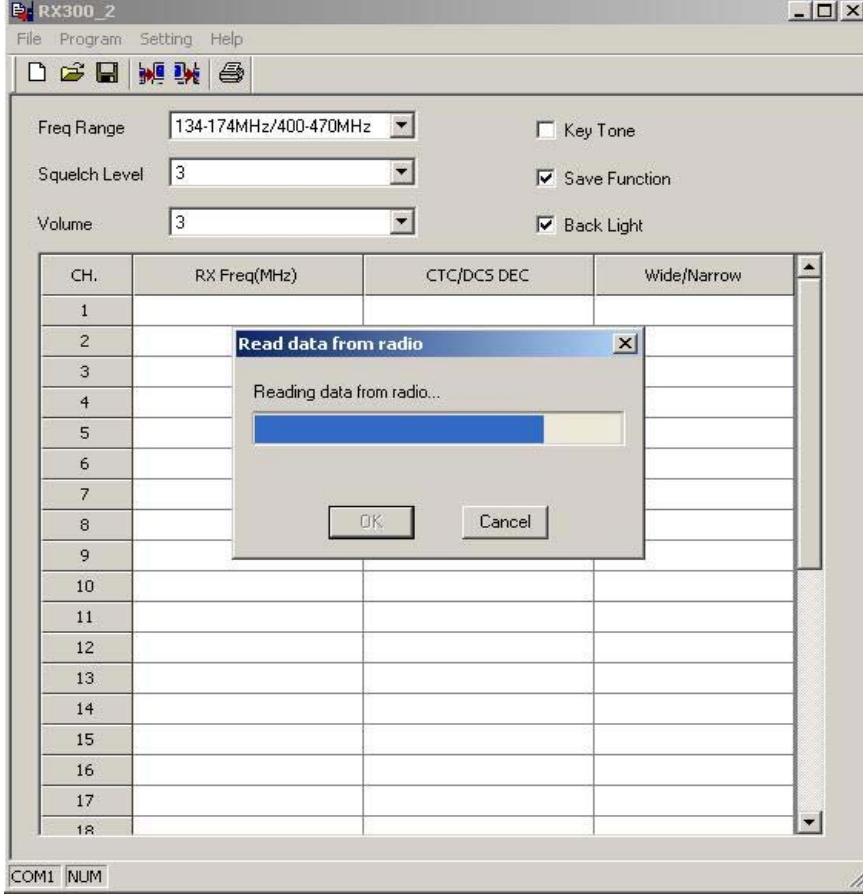 RX300_2
File Program Setting Help
Freq Range 134-174MHz/400-470MHz Key Tone
Squelch Level 3 Save Function
Volume 3 Back Light
CH. RX Freq(MHz) CTC/DCS DEC Wide/Narrow
1
2
3
4
5
6
7
8
9
10
11
12
13
14
15
16
17
18
Read data from radio
Reading data from radio...
OK Cancel
COM1 NUM